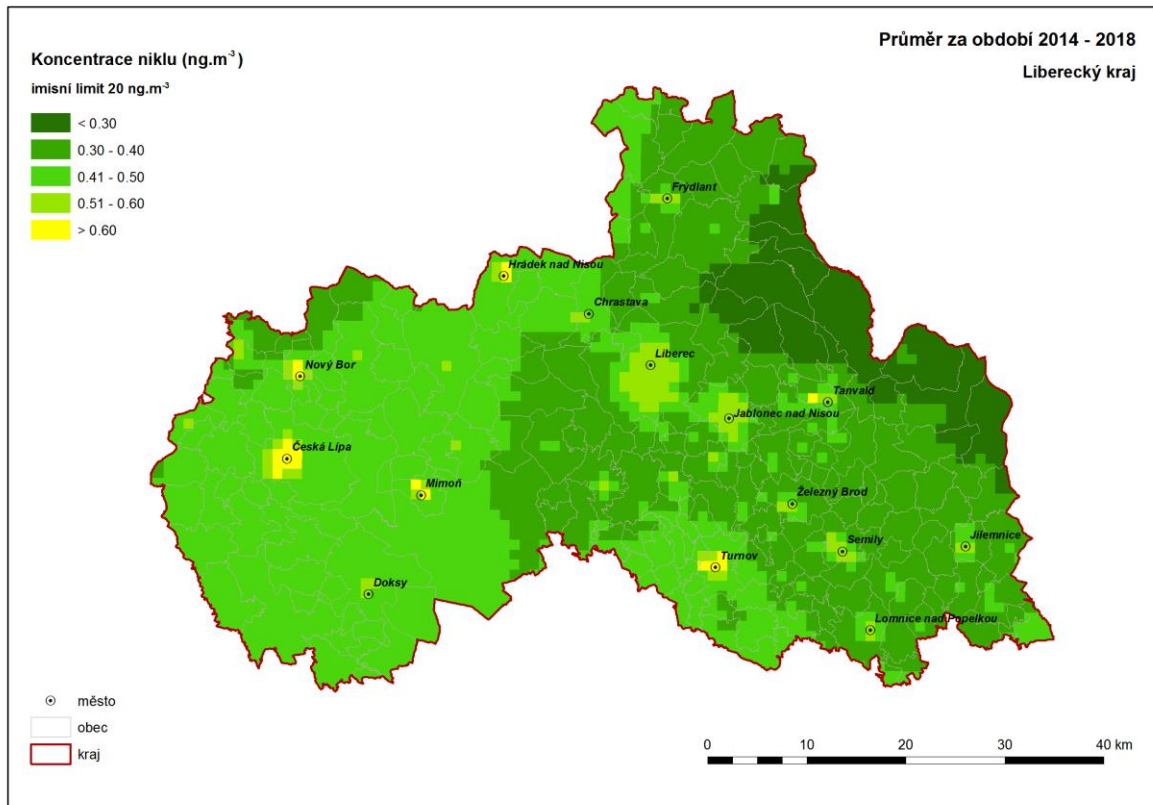 Průměr za období 2014 - 2018
Liberecký kraj
Koncentrace niklu (ng.m⁻³)
imisní limit 20 ng.m⁻³
< 0.30
0.30 - 0.40
0.41 - 0.50
0.51 - 0.60
> 0.60
Frýdlant
Hrádek nad Nisou
Chrastava
Liberec
Nový Bor
Tanvald
Jablonec nad Nisou
Česká Lípa
Mimoň
Železný Brod
Semily
Jilemnice
Turnov
Doksy
Lomnice nad Popelkou
město
obec
kraj
0 10 20 30 40 km